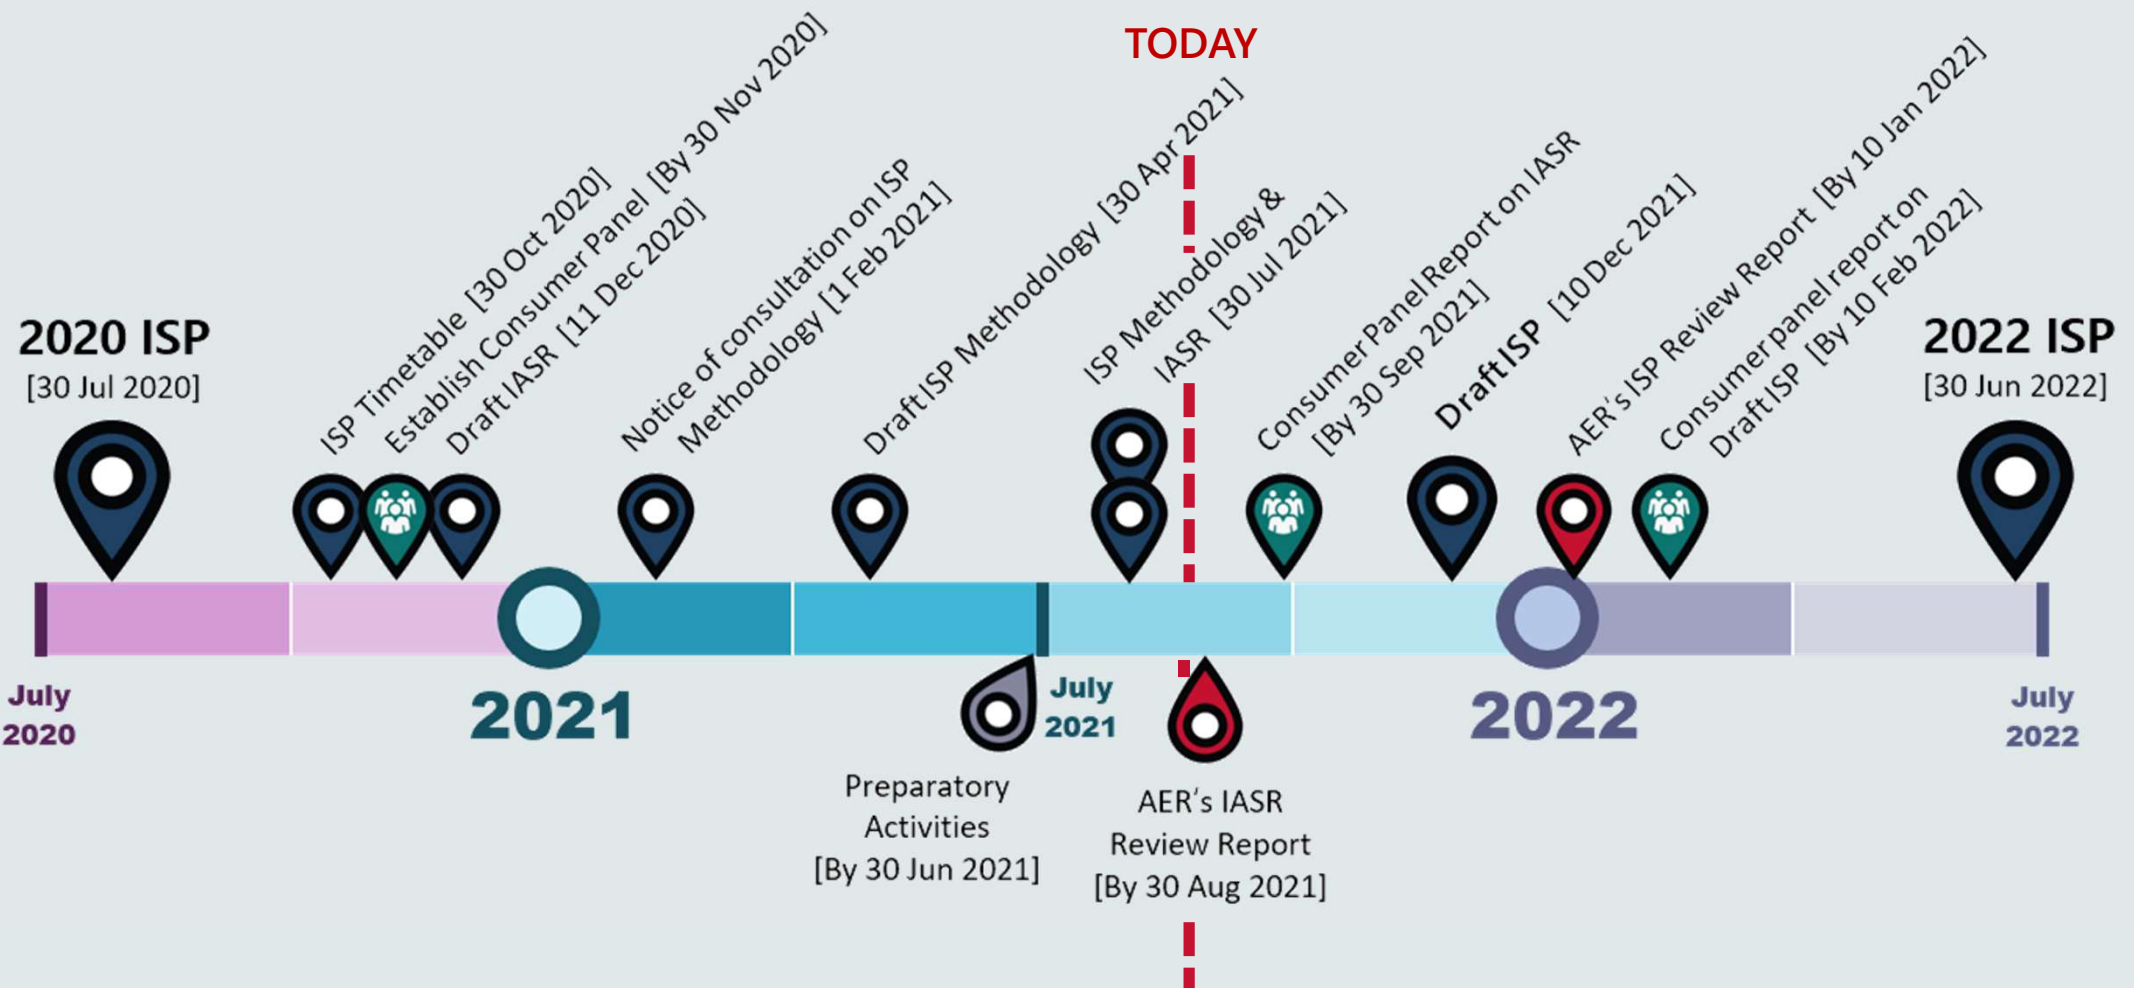 TODAY
2020 ISP
[30 Jul 2020]
ISP Timetable [30 Oct 2020]
Establish Consumer Panel [By 30 Nov 2020]
Draft IASR [11 Dec 2020]
Notice of consultation on ISP
Methodology [1 Feb 2021]
Draft ISP Methodology [30 Apr 2021]
ISP Methodology &
IASR [30 Jul 2021]
Consumer Panel Report on IASR
[By 30 Sep 2021]
Draft ISP [10 Dec 2021]
AER's ISP Review Report [By 10 Jan 2022]
Consumer panel report on
Draft ISP [By 10 Feb 2022]
2022 ISP
[30 Jun 2022]
July
2020
2021
July
2021
2022
July
2022
Preparatory
Activities
[By 30 Jun 2021]
AER's IASR
Review Report
[By 30 Aug 2021]